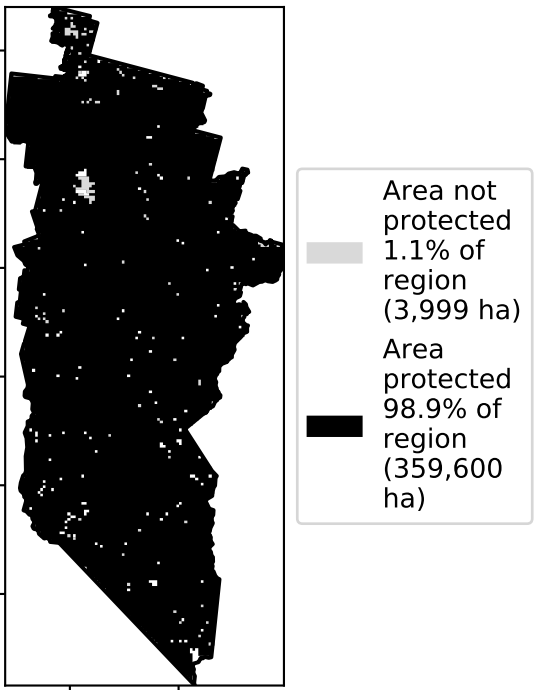 Area not
protected
1.1% of
region
(3,999 ha)
Area
protected
98.9% of
region
(359,600
ha)